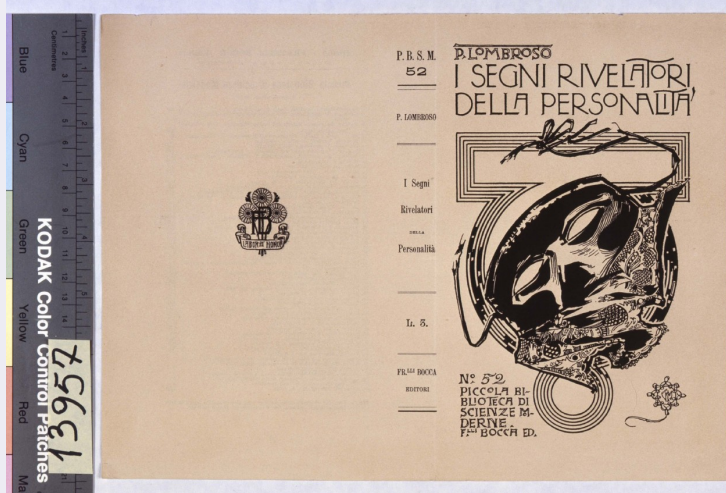 P. B. S. M.
52
P. LOMBROSO
I Segni
Rivelatori
DELLA
Personalità
L. 3.
FR.LLI BOCCA
EDITORI
P. LOMBROSO
I SEGNI RIVELATORI
DELLA PERSONALITA'
No 52
PICCOLA BI-
BLIOTECA DI
SCIENZE M-
DERNE.
F.LLI BOCCA ED.
Inches
Centimetres
Blue
Cyan
Green
Yellow
Red
KODAK Color Control Patches
13957